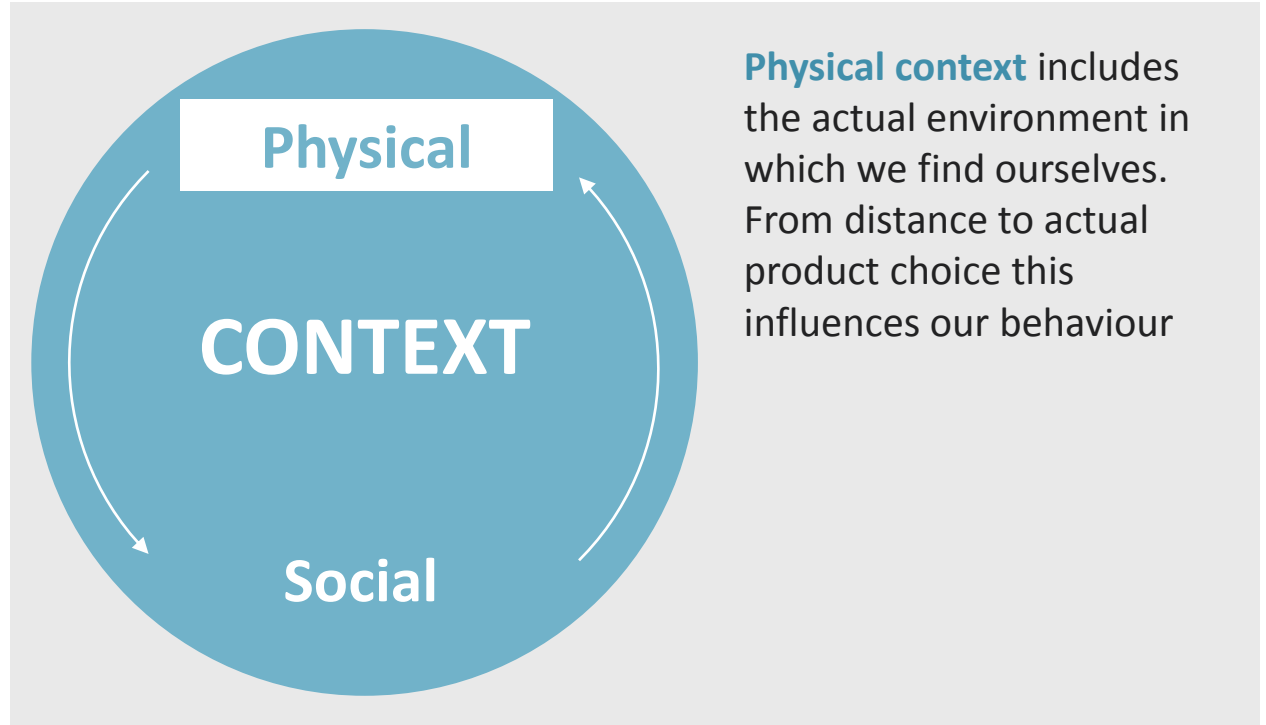 Physical
CONTEXT
Social
Physical context includes
the actual environment in
which we find ourselves.
From distance to actual
product choice this
influences our behaviour